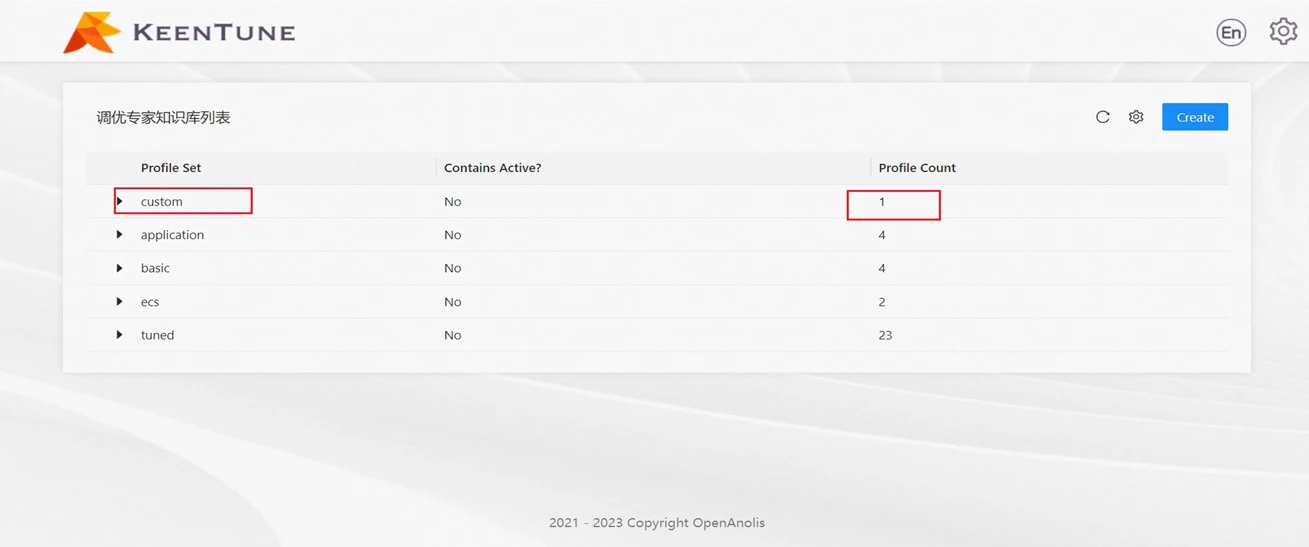 KEENTUNE
En
调优专家知识库列表
Create
Profile Set Contains Active? Profile Count
custom No 1
application No 4
basic No 4
ecs No 2
tuned No 23
2021 - 2023 Copyright OpenAnolis